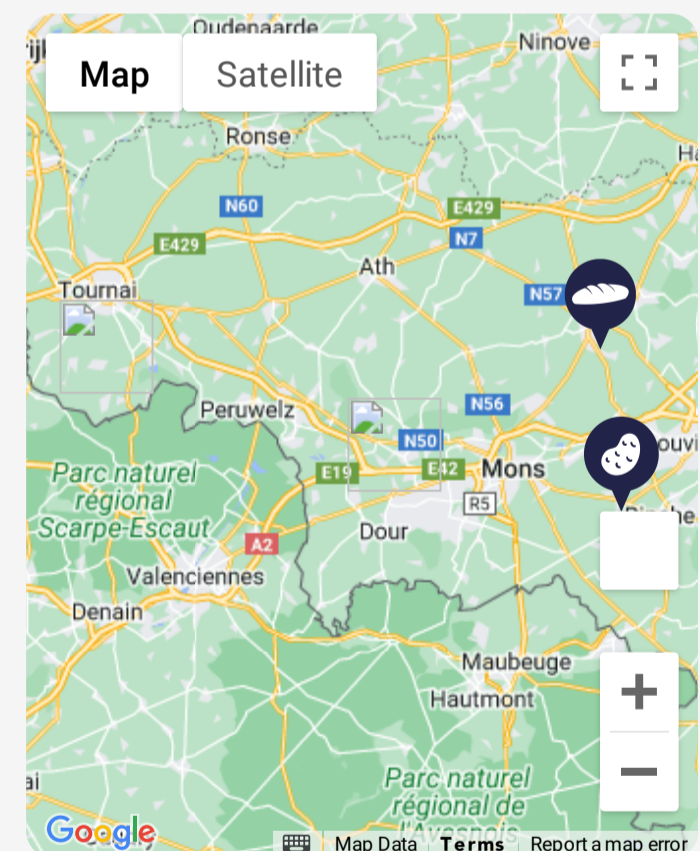 Oudenaarde
Ninove
Map
Satellite
Ronse
N60
E429
N7
E429
Ath
Tournai
N57
Peruwelz
N56
N50
E19
E42
Mons
R5
Parc naturel
régional
Scarpe-Escaut
Dour
A2
Valenciennes
Denain
Maubeuge
Hautmont
Parc naturel
régional de
l'Avesnois
Google
Map Data
Terms
Report a map error